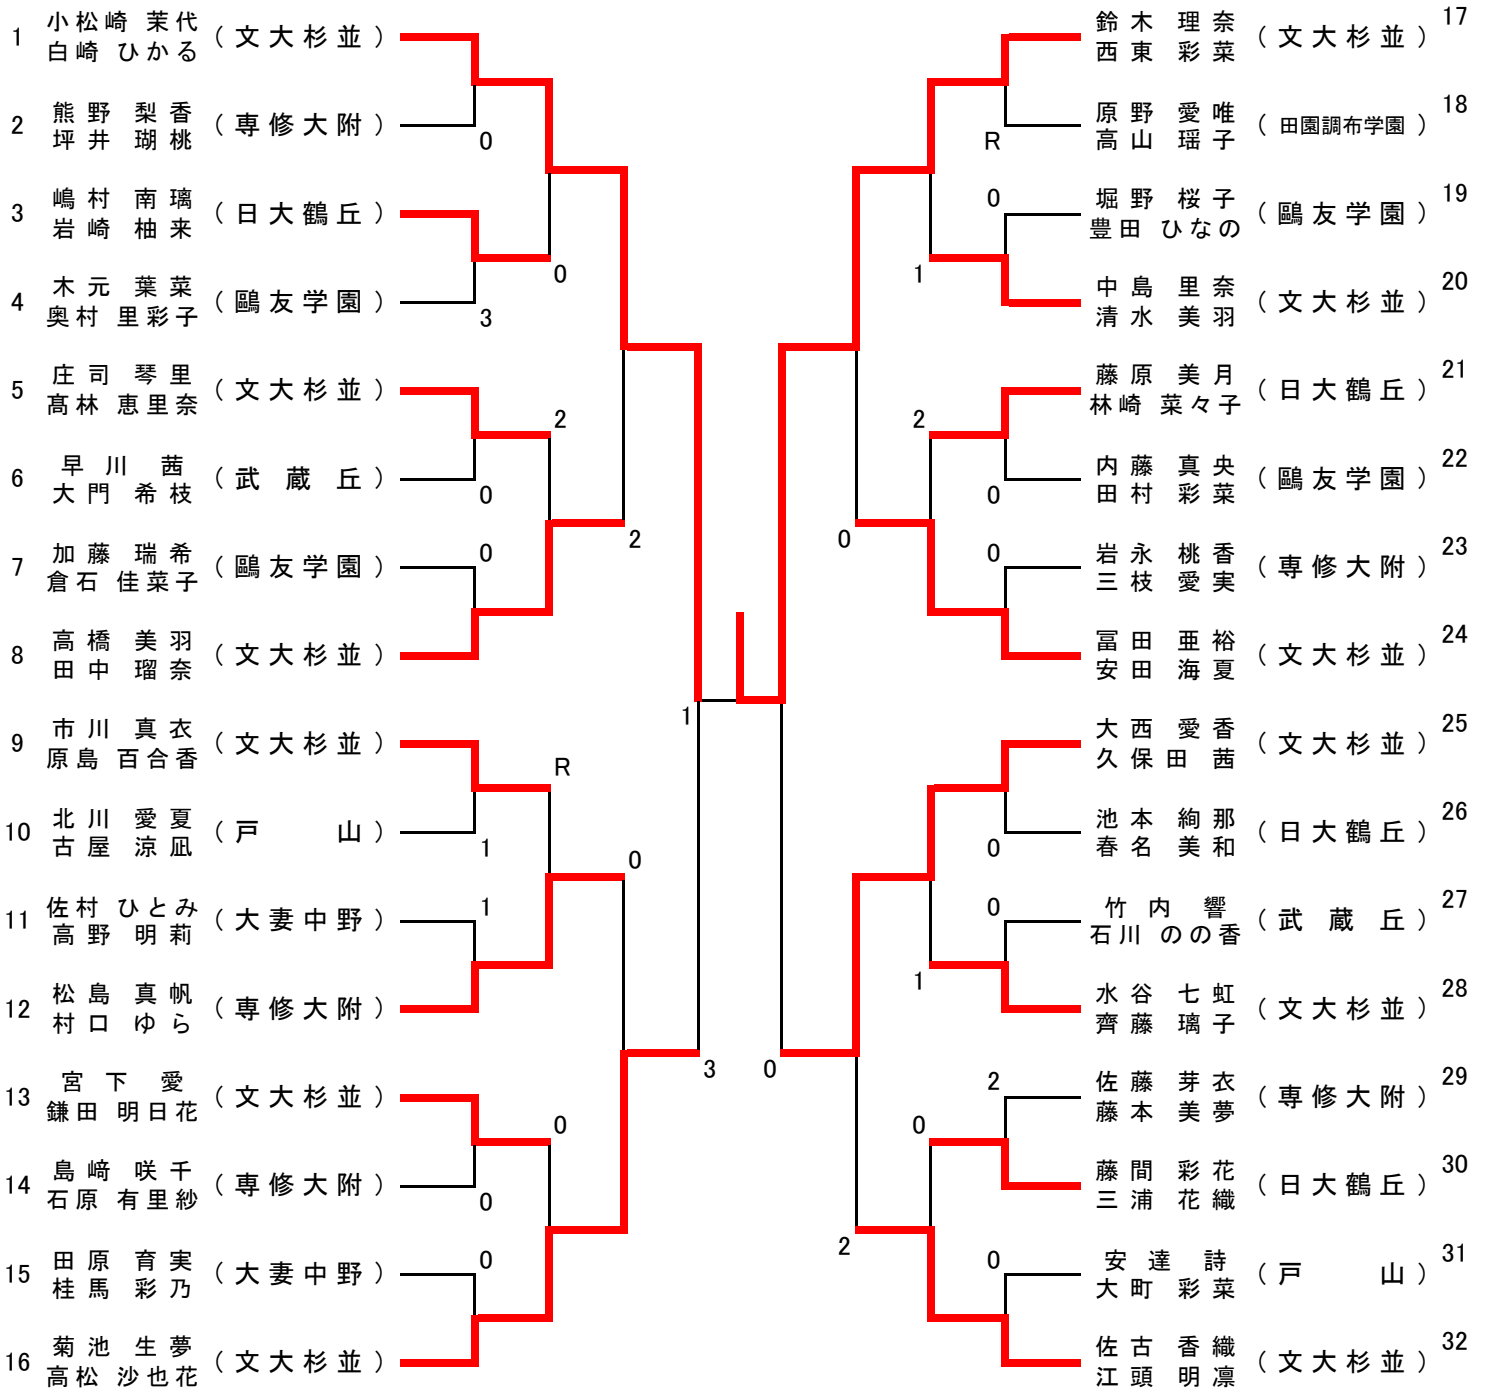 1 小松崎 茉代 白崎 ひかる （文大杉並）
2 熊野 梨香 坪井 瑚桃 （専修大附）
0
3 嶋村 南璃 岩崎 柚来 （日大鶴丘）
0
4 木元 葉菜 奥村 里彩子 （鷗友学園）
3
5 庄司 琴里 髙林 恵里奈 （文大杉並）
2
6 早川 茜 大門 希枝 （武蔵丘）
0
7 加藤 瑞希 倉石 佳菜子 （鷗友学園）
0
2
8 高橋 美羽 田中 瑠奈 （文大杉並）
1
9 市川 真衣 原島 百合香 （文大杉並）
R
10 北川 愛夏 古屋 涼凪 （戸山）
1
0
11 佐村 ひとみ 高野 明莉 （大妻中野）
1
12 松島 真帆 村口 ゆら （専修大附）
3
13 宮下 愛 鎌田 明日花 （文大杉並）
0
14 島﨑 咲千 石原 有里紗 （専修大附）
0
15 田原 育実 桂馬 彩乃 （大妻中野）
0
16 菊池 生夢 高松 沙也花 （文大杉並）
鈴木 理奈 西東 彩菜 （文大杉並） 17
原野 愛唯 高山 瑶子 （田園調布学園） 18
R
堀野 桜子 豊田 ひなの （鷗友学園） 19
0
1
中島 里奈 清水 美羽 （文大杉並） 20
藤原 美月 林崎 菜々子 （日大鶴丘） 21
2
内藤 真央 田村 彩菜 （鷗友学園） 22
0
岩永 桃香 三枝 愛実 （専修大附） 23
0
0
冨田 亜裕 安田 海夏 （文大杉並） 24
大西 愛香 久保田 茜 （文大杉並） 25
池本 絢那 春名 美和 （日大鶴丘） 26
0
竹内 響 石川 のの香 （武蔵丘） 27
0
1
水谷 七虹 齊藤 璃子 （文大杉並） 28
0
佐藤 芽衣 藤本 美夢 （専修大附） 29
2
0
藤間 彩花 三浦 花織 （日大鶴丘） 30
安達 詩 大町 彩菜 （戸山） 31
0
2
佐古 香織 江頭 明凛 （文大杉並） 32